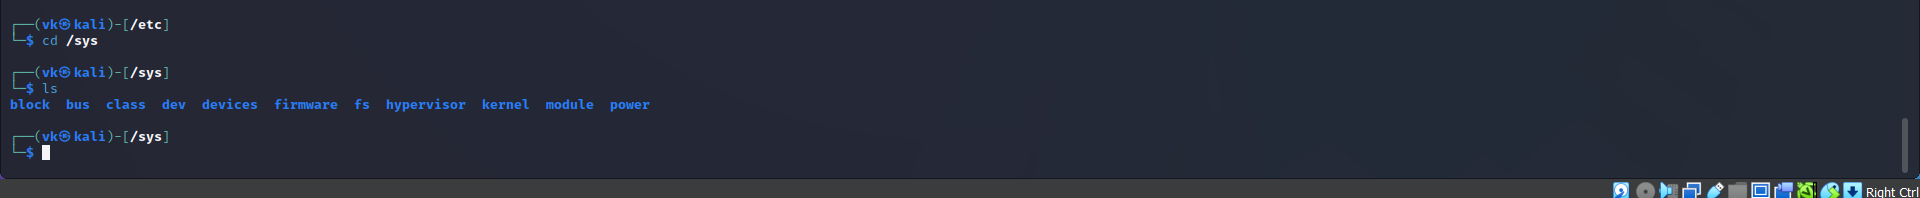 ┌──(vk㉿kali)-[/etc]
└─$ cd /sys
┌──(vk㉿kali)-[/sys]
└─$ ls
block bus class dev devices firmware fs hypervisor kernel module power
┌──(vk㉿kali)-[/sys]
└─$
Right Ctrl